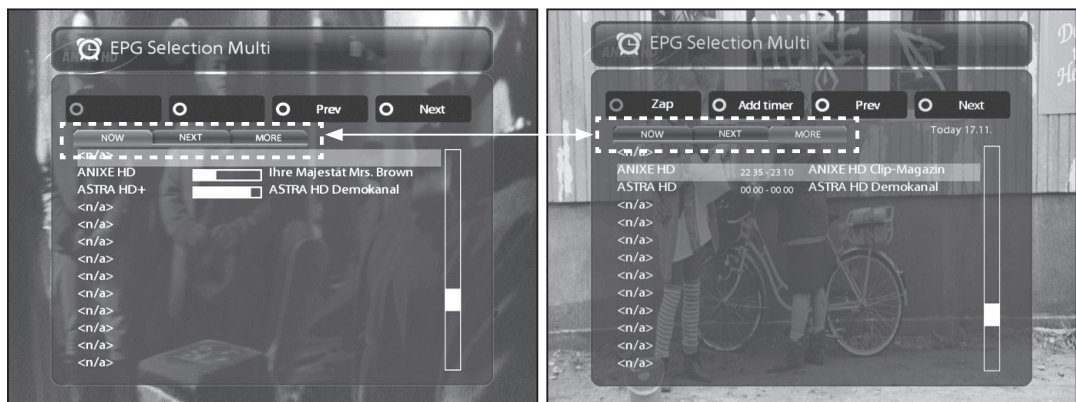 EPG Selection Multi
Prev Next
NOW NEXT MORE
<n/a>
ANIXE HD Ihre Majestät Mrs. Brown
ASTRA HD+ ASTRA HD Demokanal
<n/a>
<n/a>
<n/a>
<n/a>
<n/a>
<n/a>
<n/a>
<n/a>
<n/a>
<n/a>
EPG Selection Multi
Zap Add timer Prev Next
NOW NEXT MORE Today 17.11.
<n/a>
ANIXE HD 22.35 - 23.10 ANIXE HD Clip-Magazin
ASTRA HD 00.00 - 00.00 ASTRA HD Demokanal
<n/a>
<n/a>
<n/a>
<n/a>
<n/a>
<n/a>
<n/a>
<n/a>
<n/a>
<n/a>